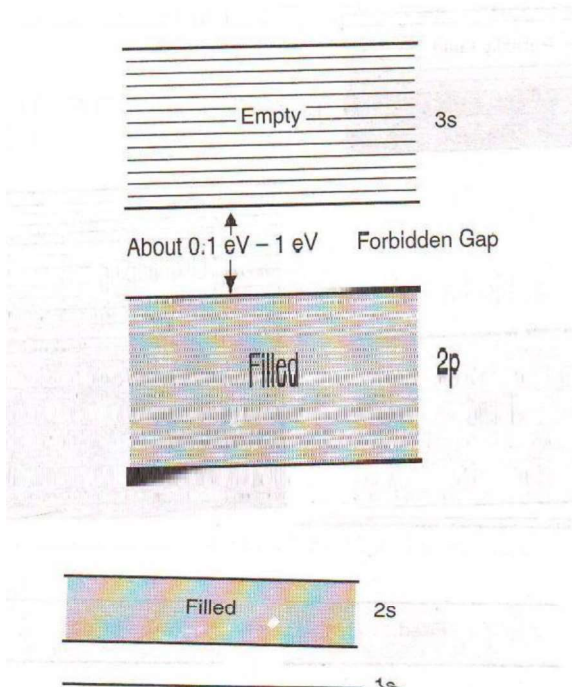 Empty
3s
About 0.1 eV – 1 eV Forbidden Gap
Filled
2p
Filled
2s
1s